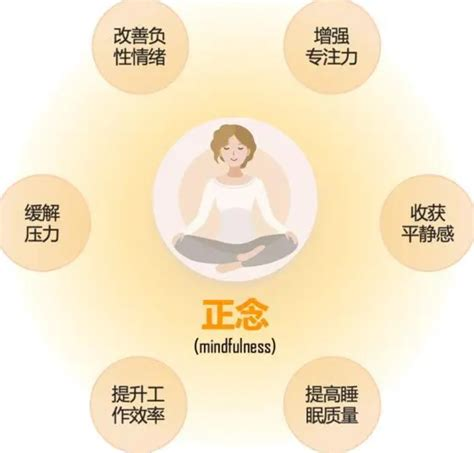 改善负
性情绪
增强
专注力
缓解
压力
收获
平静感
正念
(mindfulness)
提升工
作效率
提高睡
眠质量